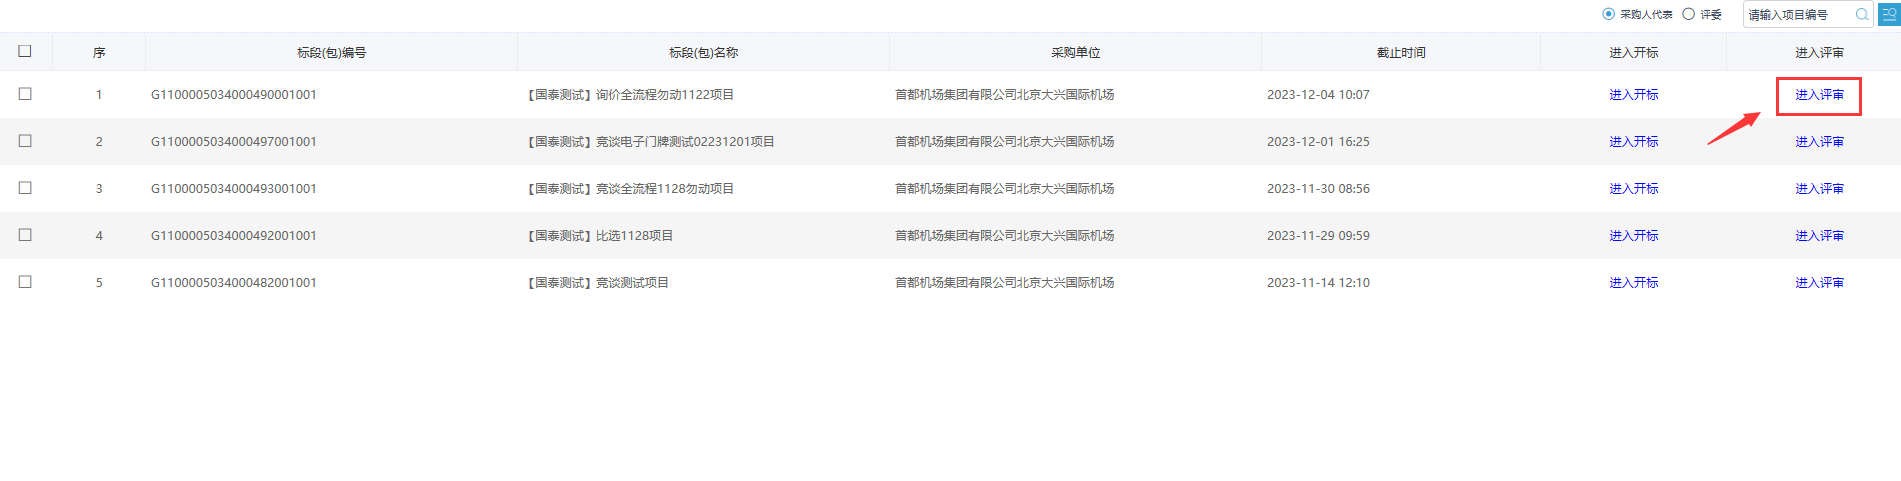 采购人代表 评委 请输入项目编号
序 标段(包)编号 标段(包)名称 采购单位 截止时间 进入开标 进入评审
1 G1100005034000490001001 【国泰测试】询价全流程勿动1122项目 首都机场集团有限公司北京大兴国际机场 2023-12-04 10:07 进入开标 进入评审
2 G1100005034000497001001 【国泰测试】竞谈电子门牌测试02231201项目 首都机场集团有限公司北京大兴国际机场 2023-12-01 16:25 进入开标 进入评审
3 G1100005034000493001001 【国泰测试】竞谈全流程1128勿动项目 首都机场集团有限公司北京大兴国际机场 2023-11-30 08:56 进入开标 进入评审
4 G1100005034000492001001 【国泰测试】比选1128项目 首都机场集团有限公司北京大兴国际机场 2023-11-29 09:59 进入开标 进入评审
5 G1100005034000482001001 【国泰测试】竞谈测试项目 首都机场集团有限公司北京大兴国际机场 2023-11-14 12:10 进入开标 进入评审